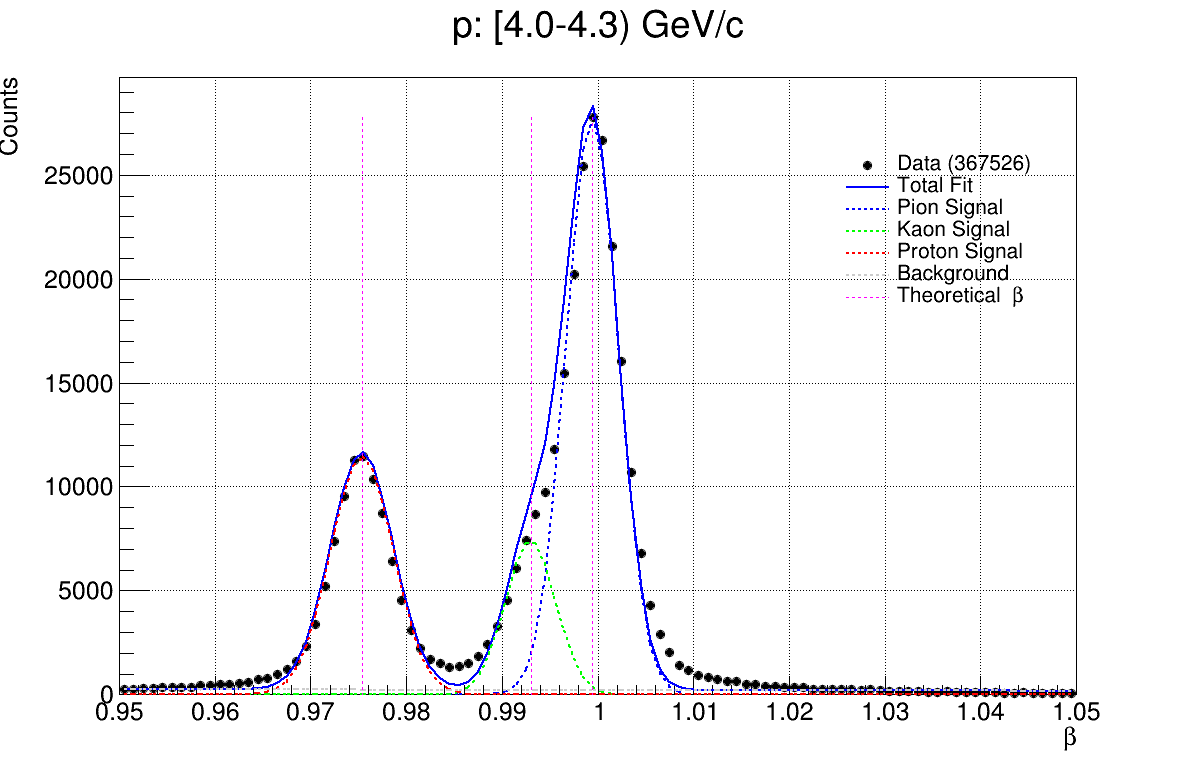 p: [4.0-4.3) GeV/c
Counts
25000
20000
15000
10000
5000
0
Data (367526)
Total Fit
Pion Signal
Kaon Signal
Proton Signal
Background
Theoretical β
0.95 0.96 0.97 0.98 0.99 1 1.01 1.02 1.03 1.04 1.05
β